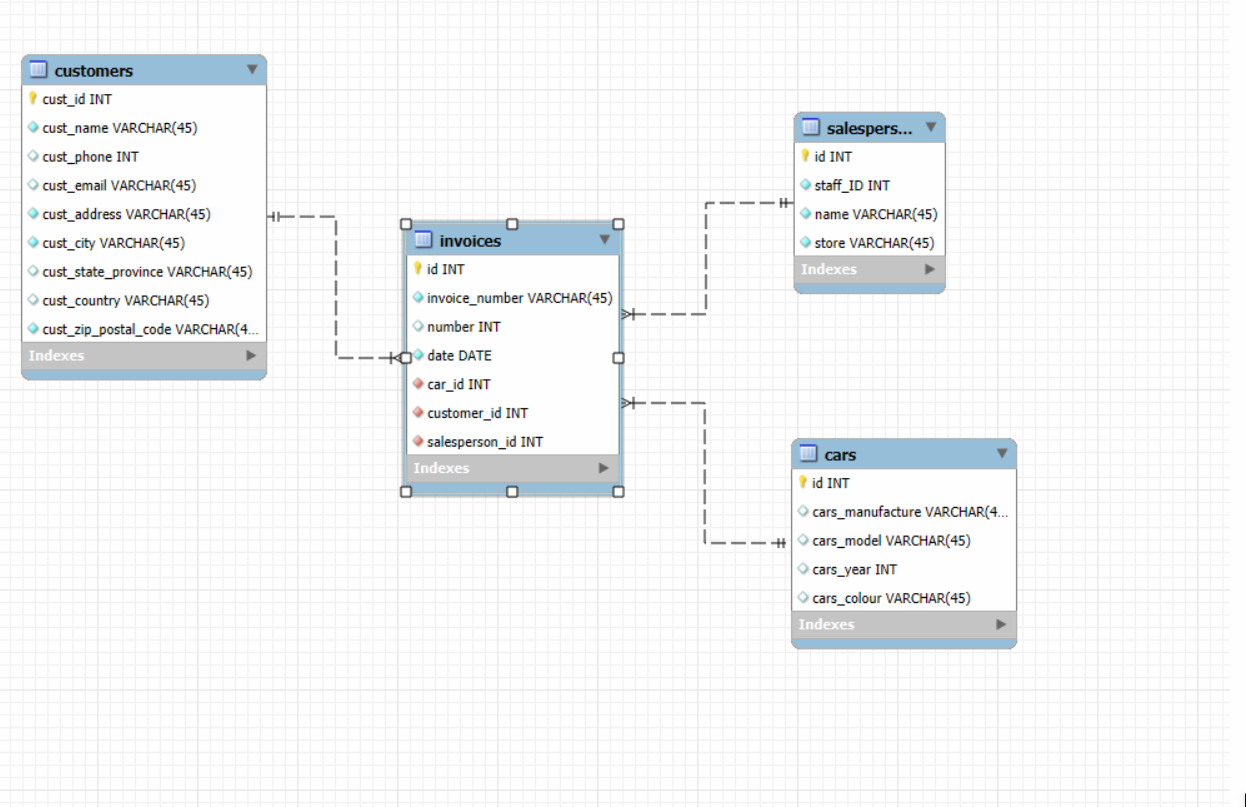 customers
cust_id INT
cust_name VARCHAR(45)
cust_phone INT
cust_email VARCHAR(45)
cust_address VARCHAR(45)
cust_city VARCHAR(45)
cust_state_province VARCHAR(45)
cust_country VARCHAR(45)
cust_zip_postal_code VARCHAR(4...
Indexes
invoices
id INT
invoice_number VARCHAR(45)
number INT
date DATE
car_id INT
customer_id INT
salesperson_id INT
Indexes
salespers...
id INT
staff_ID INT
name VARCHAR(45)
store VARCHAR(45)
Indexes
cars
id INT
cars_manufacture VARCHAR(4...
cars_model VARCHAR(45)
cars_year INT
cars_colour VARCHAR(45)
Indexes